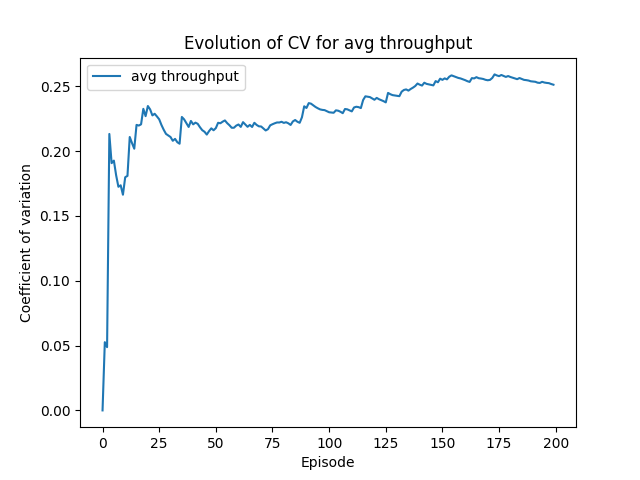 Evolution of CV for avg throughput
avg throughput
Coefficient of variation
0.25
0.20
0.15
0.10
0.05
0.00
0 25 50 75 100 125 150 175 200
Episode